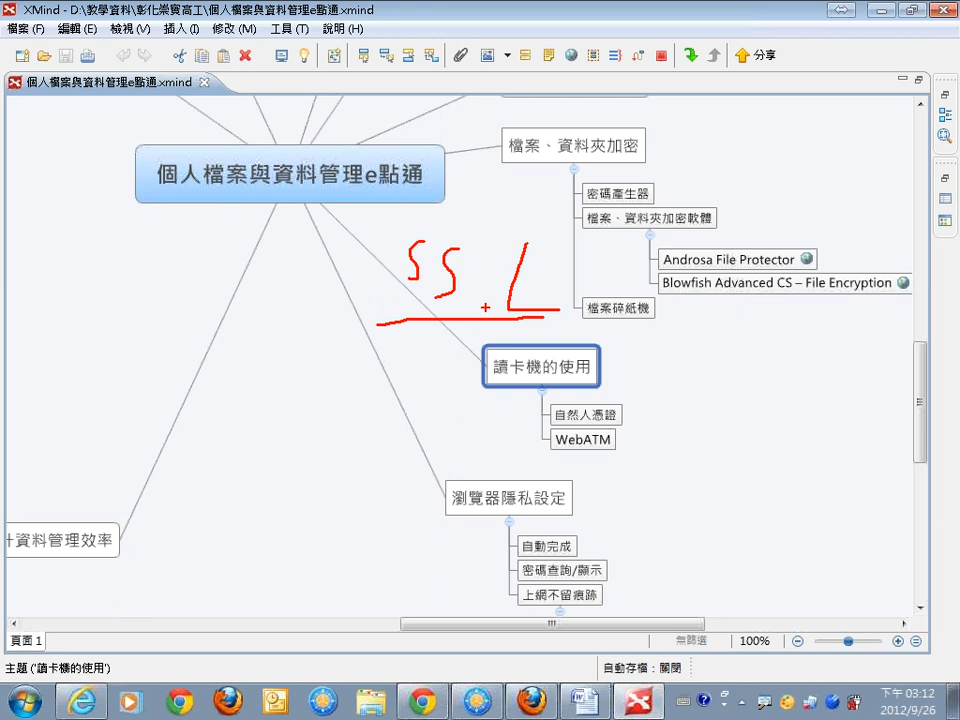 XMind - D:\教學資料\彰化崇實高工\個人檔案與資料管理e點通.xmind
檔案 (F) 編輯 (E) 檢視 (V) 插入 (I) 修改 (M) 工具 (T) 說明 (H)
分享
個人檔案與資料管理e點通.xmind
個人檔案與資料管理e點通
檔案、資料夾加密
密碼產生器
檔案、資料夾加密軟體
Androsa File Protector
Blowfish Advanced CS – File Encryption
檔案碎紙機
SSL
讀卡機的使用
自然人憑證
WebATM
瀏覽器隱私設定
自動完成
密碼查詢/顯示
上網不留痕跡
計資料管理效率
頁面 1
無篩選
100%
主題 ('讀卡機的使用')
自動存檔：關閉
下午 03:12
2012/9/26